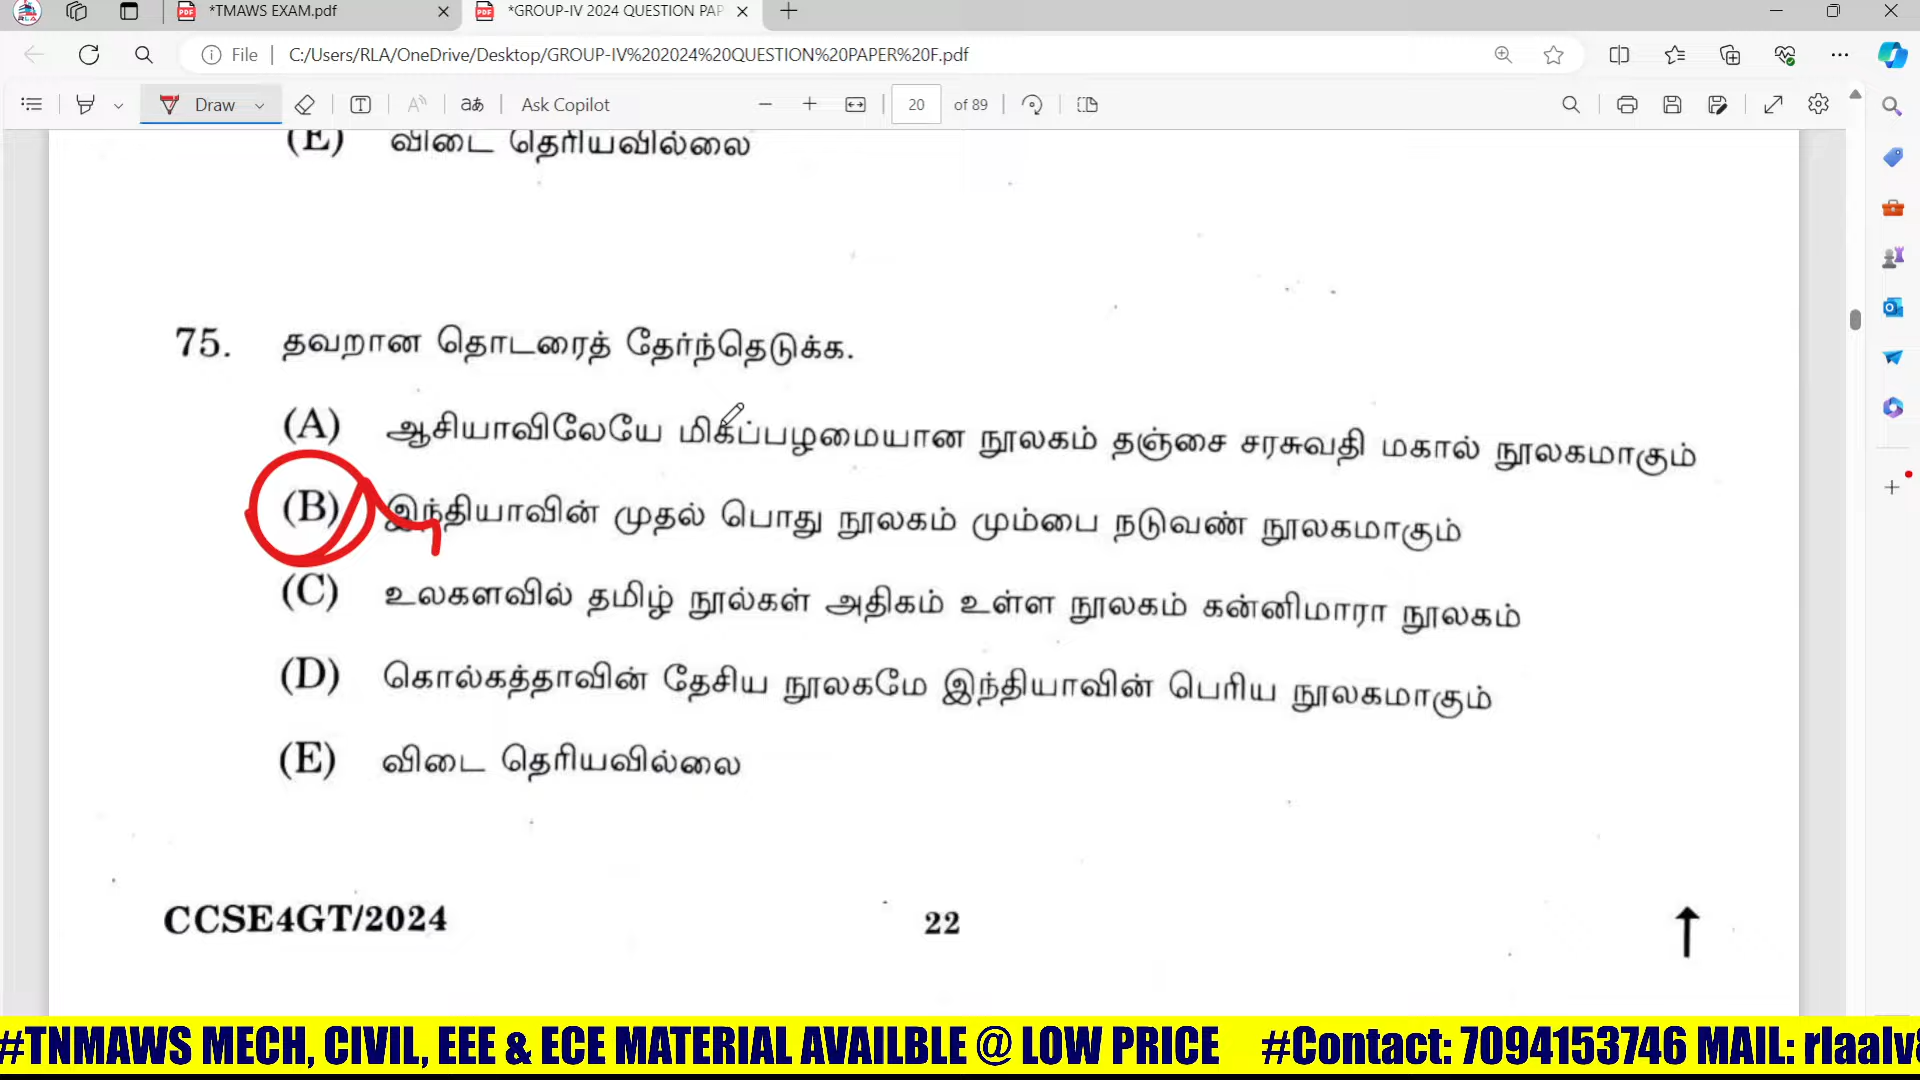 *TMAWS EXAM.pdf
*GROUP-IV 2024 QUESTION PAP
File
C:/Users/RLA/OneDrive/Desktop/GROUP-IV%202024%20QUESTION%20PAPER%20F.pdf
Draw
Ask Copilot
20 of 89
(E) விடை தெரியவில்லை
75. தவறான தொடரைத் தேர்ந்தெடுக்க.
(A) ஆசியாவிலேயே மிகப்பழமையான நூலகம் தஞ்சை சரசுவதி மகால் நூலகமாகும்
(B) இந்தியாவின் முதல் பொது நூலகம் மும்பை நடுவண் நூலகமாகும்
(C) உலகளவில் தமிழ் நூல்கள் அதிகம் உள்ள நூலகம் கன்னிமாரா நூலகம்
(D) கொல்கத்தாவின் தேசிய நூலகமே இந்தியாவின் பெரிய நூலகமாகும்
(E) விடை தெரியவில்லை
CCSE4GT/2024
22
#TNMAWS MECH, CIVIL, EEE & ECE MATERIAL AVAILBLE @ LOW PRICE #Contact: 7094153746 MAIL: